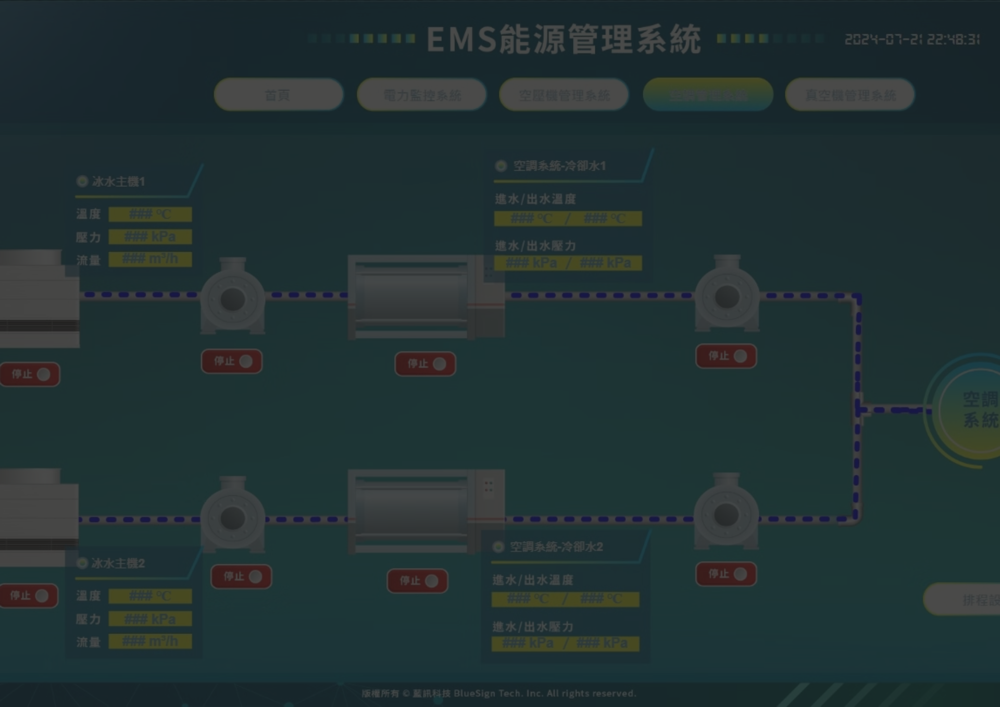 EMS能源管理系統
2024-07-21 22:48:31
首頁
電力監控系統
空壓機管理系統
空調管理系統
真空機管理系統
冰水主機1
溫度 ### °C
壓力 ### kPa
流量 ### m³/h
空調系統-冷卻水1
進水/出水溫度
### °C / ### °C
進水/出水壓力
### kPa / ### kPa
停止
停止
停止
停止
空調
系統
冰水主機2
溫度 ### °C
壓力 ### kPa
流量 ### m³/h
停止
停止
停止
停止
空調系統-冷卻水2
進水/出水溫度
### °C / ### °C
進水/出水壓力
### kPa / ### kPa
排程設
版權所有 © 藍訊科技 BlueSign Tech. Inc. All rights reserved.